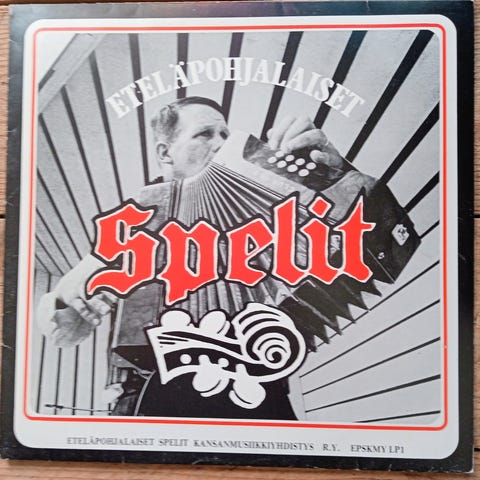 ETELÄPOHJALAISET
Spelit
ETELÄPOHJALAISET SPELIT KANSANMUSIIKKIYHDISTYS R.Y. EPSKMY LP1